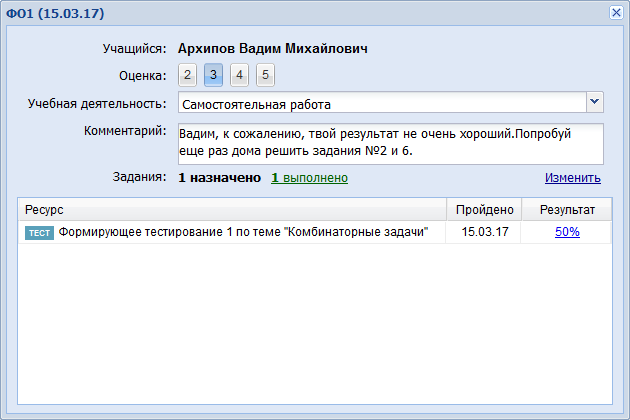 ФО1 (15.03.17)
Учащийся: Архипов Вадим Михайлович
Оценка: 2 3 4 5
Учебная деятельность: Самостоятельная работа
Комментарий: Вадим, к сожалению, твой результат не очень хороший.Попробуй
еще раз дома решить задания №2 и 6.
Задания: 1 назначено 1 выполнено Изменить
Ресурс Пройдено Результат
ТЕСТ Формирующее тестирование 1 по теме "Комбинаторные задачи" 15.03.17 50%